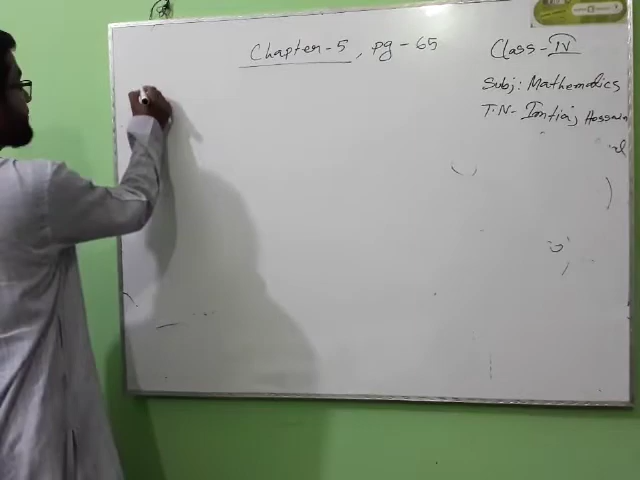 Chapter-5, pg-65
Class-IV
Subj: Mathematics
T.N- Imtiaj Hossain